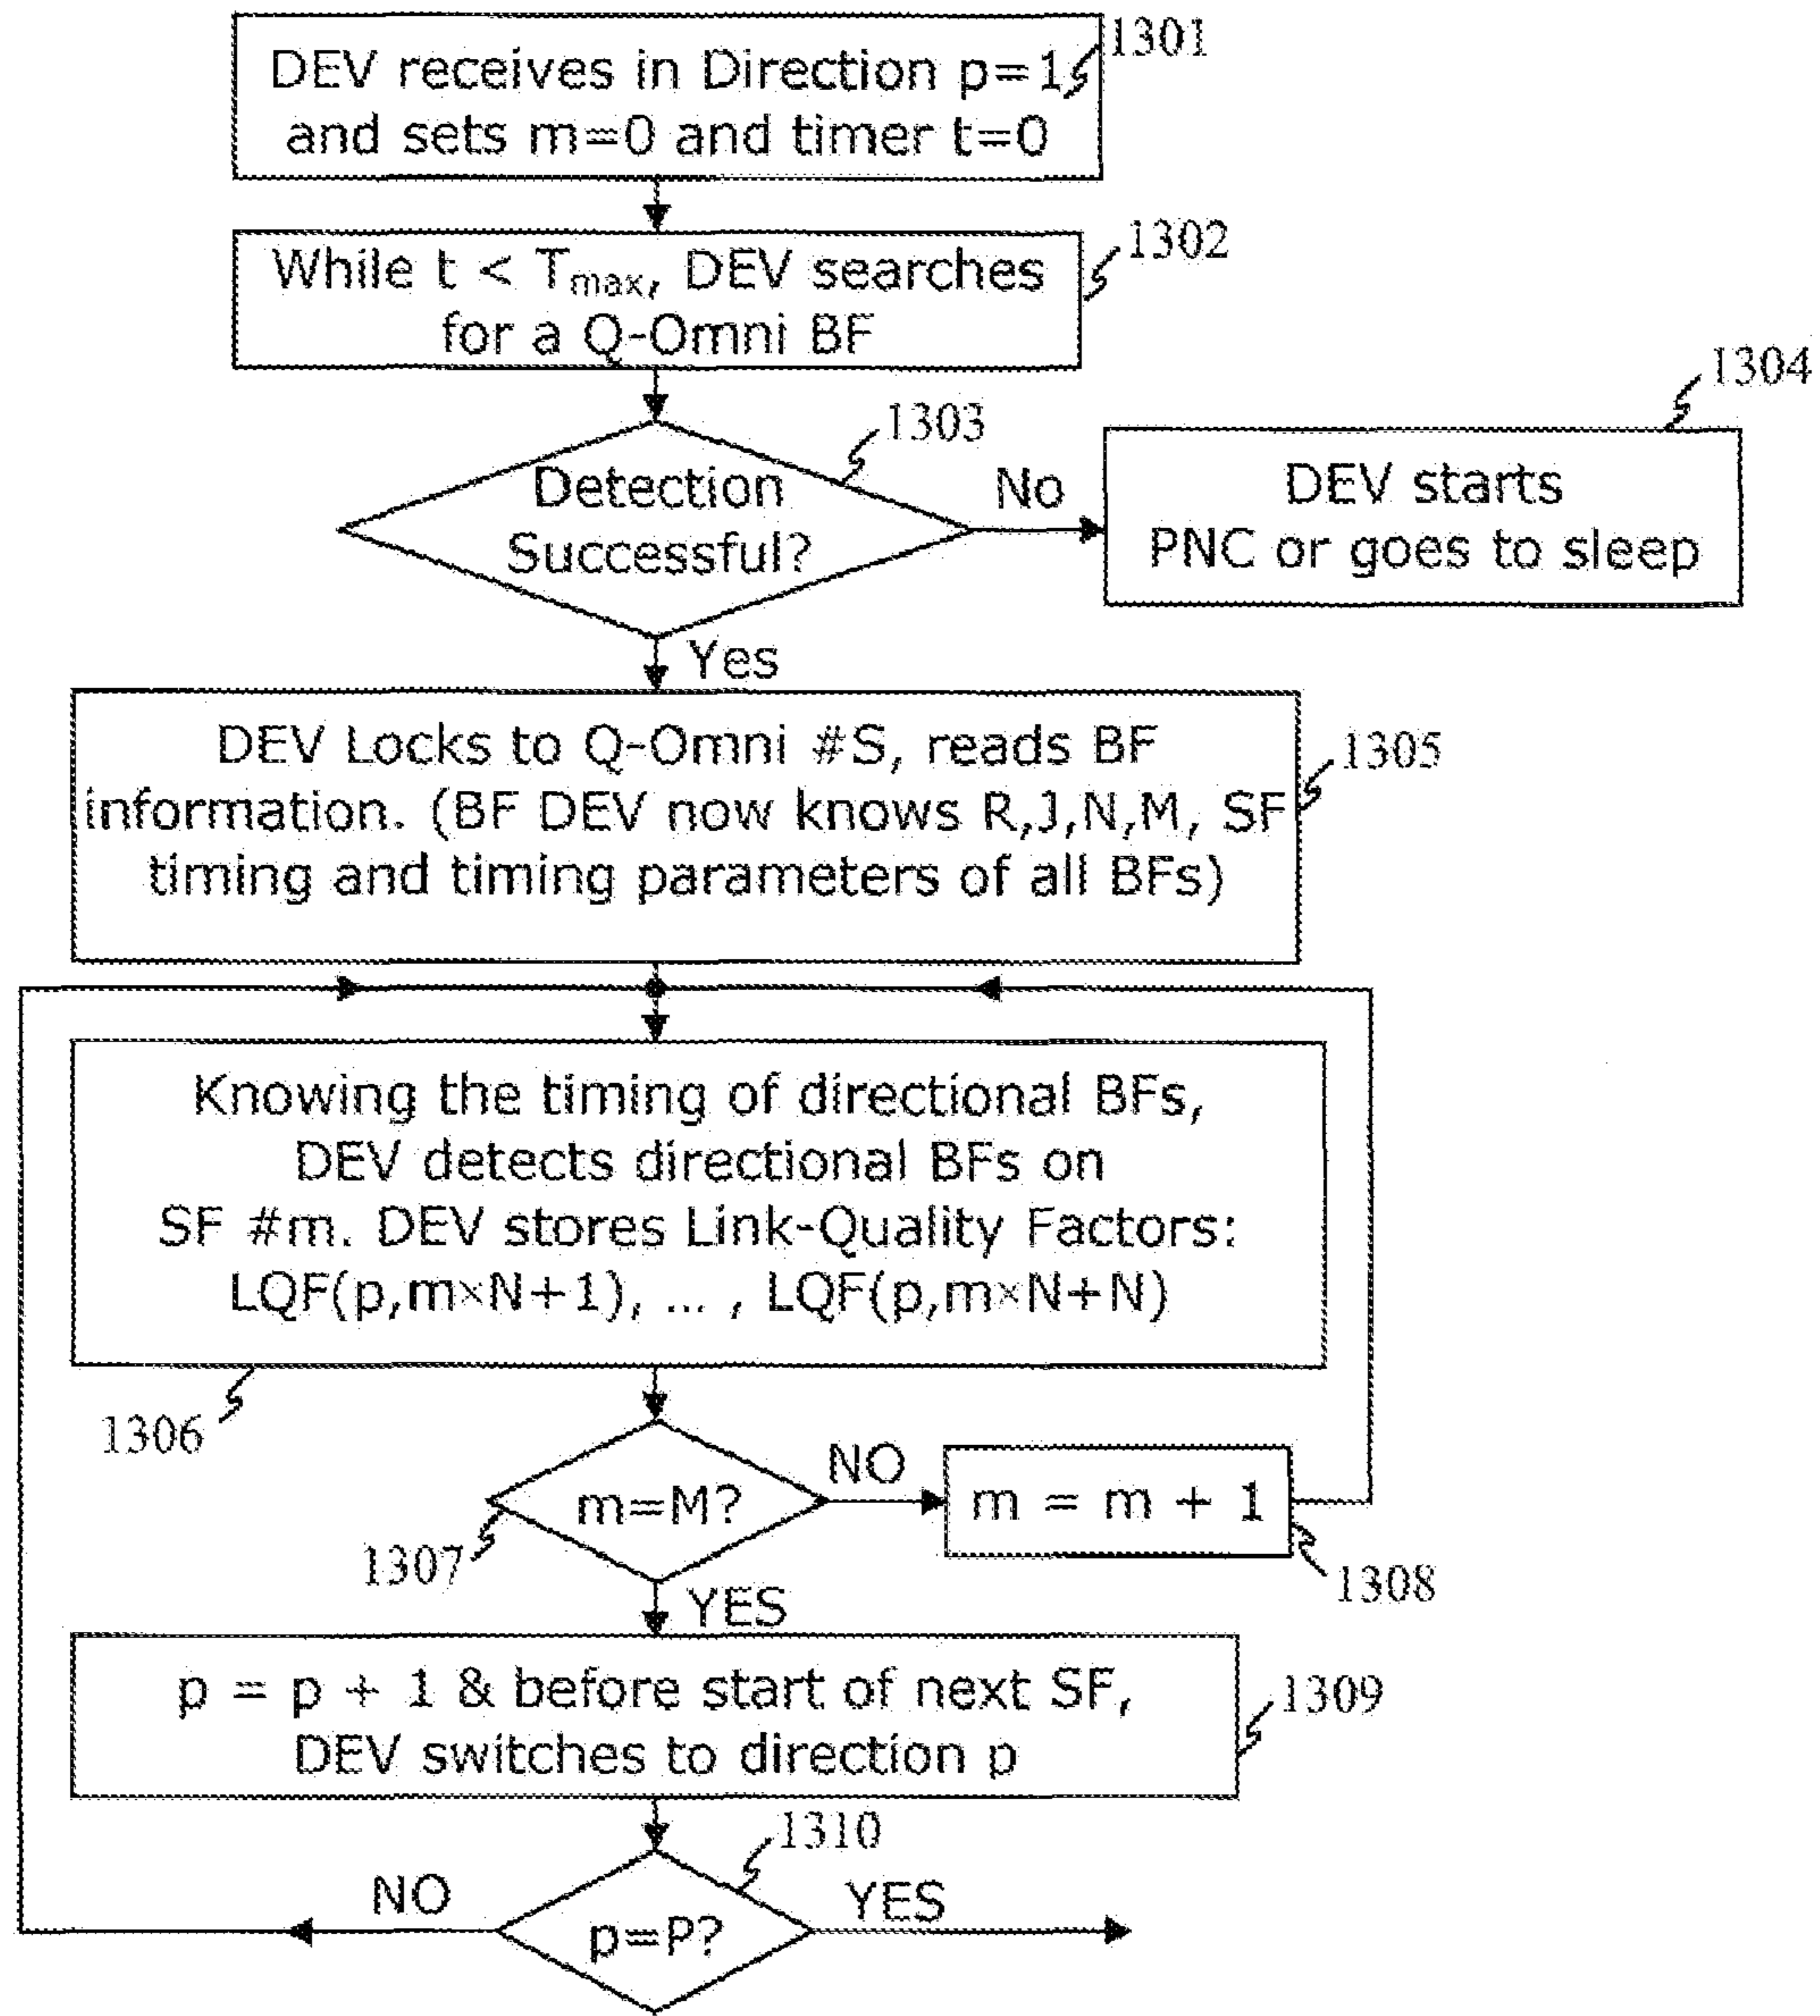 1301
DEV receives in Direction p=1
and sets m=0 and timer t=0
1302
While t < Tmax, DEV searches
for a Q-Omni BF
1303
1304
Detection
Successful?
No
DEV starts
PNC or goes to sleep
Yes
1305
DEV Locks to Q-Omni #S, reads BF
information. (BF DEV now knows R,J,N,M, SF
timing and timing parameters of all BFs)
Knowing the timing of directional BFs,
DEV detects directional BFs on
SF #m. DEV stores Link-Quality Factors:
LQF(p,m×N+1), ... , LQF(p,m×N+N)
1306
m=M?
NO
m = m + 1
1307
1308
YES
p = p + 1 & before start of next SF,
DEV switches to direction p
1309
1310
NO
p=P?
YES